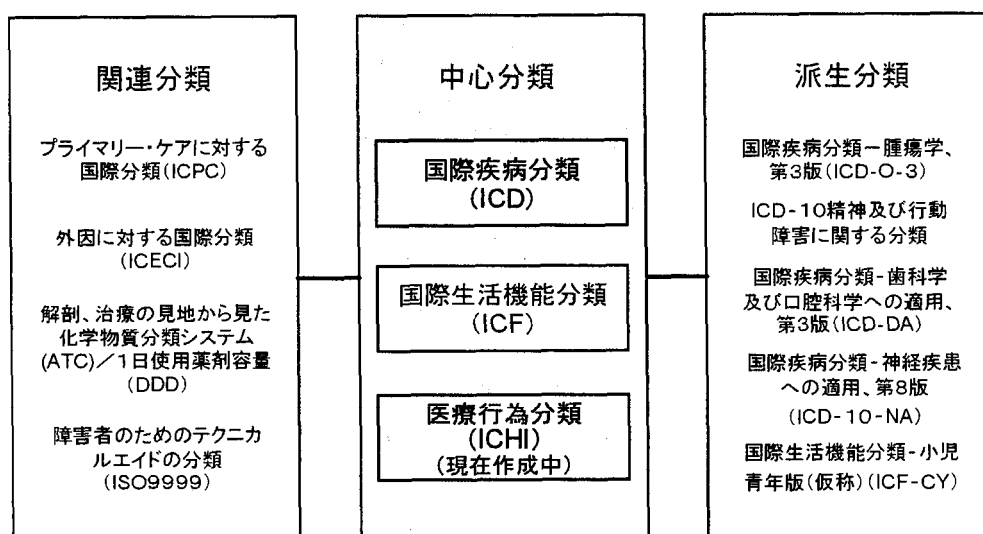 関連分類
プライマリー・ケアに対する
国際分類(ICPC)
外因に対する国際分類
(ICECI)
解剖、治療の見地から見た
化学物質分類システム
(ATC)/1日使用薬剤容量
(DDD)
障害者のためのテクニカ
ルエイドの分類
(ISO9999)
中心分類
国際疾病分類
(ICD)
国際生活機能分類
(ICF)
医療行為分類
(ICHI)
(現在作成中)
派生分類
国際疾病分類-腫瘍学、
第3版(ICD-O-3)
ICD-10精神及び行動
障害に関する分類
国際疾病分類-歯科学
及び口腔科学への適用、
第3版(ICD-DA)
国際疾病分類-神経疾患
への適用、第8版
(ICD-10-NA)
国際生活機能分類-小児
青年版(仮称)(ICF-CY)